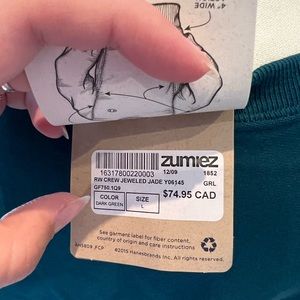 4" WIDE
zumiez
16317800220003 12/09 1852
RW CREW JEWELED JADE Y06145 GRL
GF750.1Q9
$74.95 CAD
COLOR
DARK GREEN
SIZE
L
See garment label for fiber content,
country of origin and care instructions
©2015 Hanesbrands Inc. All rights reserved.